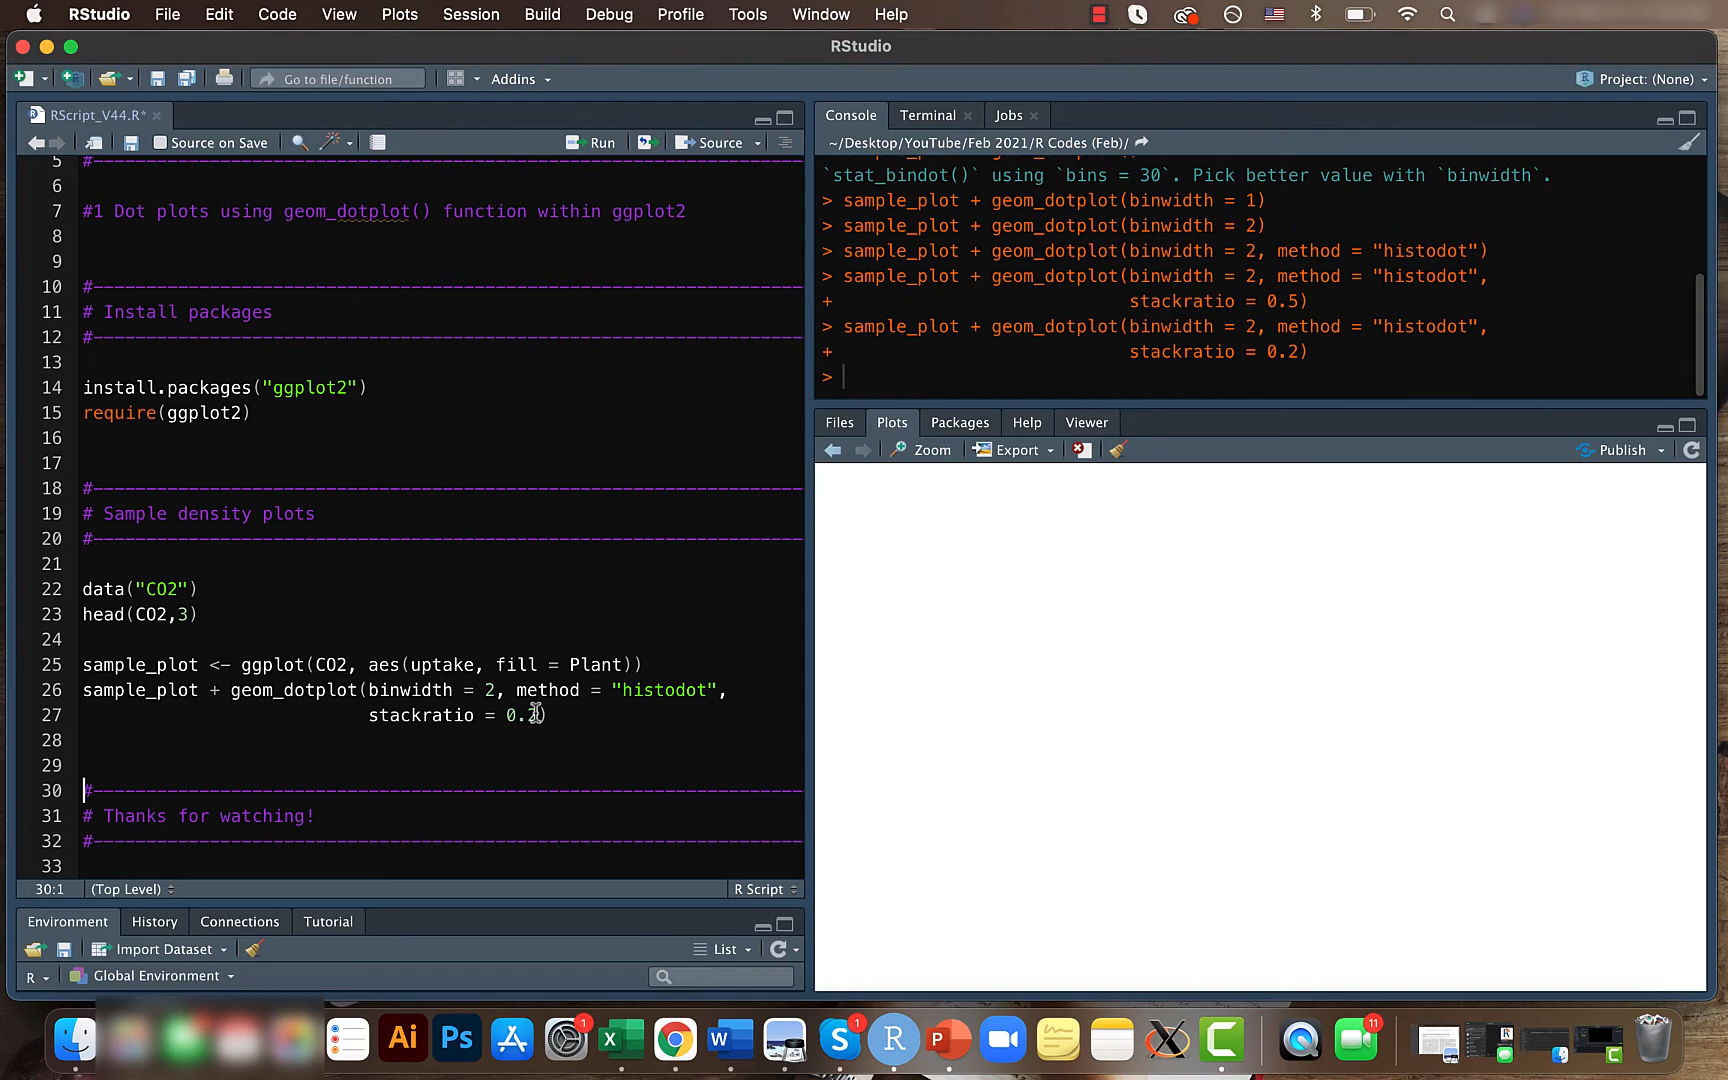 RStudio File Edit Code View Plots Session Build Debug Profile Tools Window Help
RStudio
Go to file/function Addins Project: (None)
RScript_V44.R*
Source on Save Run Source
5 #----------------------------------------------------------------------
6
7 #1 Dot plots using geom_dotplot() function within ggplot2
8
9
10 #----------------------------------------------------------------------
11 # Install packages
12 #----------------------------------------------------------------------
13
14 install.packages("ggplot2")
15 require(ggplot2)
16
17
18 #----------------------------------------------------------------------
19 # Sample density plots
20 #----------------------------------------------------------------------
21
22 data("CO2")
23 head(CO2,3)
24
25 sample_plot <- ggplot(CO2, aes(uptake, fill = Plant))
26 sample_plot + geom_dotplot(binwidth = 2, method = "histodot",
27 stackratio = 0.2)
28
29
30 #----------------------------------------------------------------------
31 # Thanks for watching!
32 #----------------------------------------------------------------------
33
30:1 (Top Level) R Script
Environment History Connections Tutorial
Import Dataset List
R Global Environment
Console Terminal Jobs
~/Desktop/YouTube/Feb 2021/R Codes (Feb)/
`stat_bindot()` using `bins = 30`. Pick better value with `binwidth`.
> sample_plot + geom_dotplot(binwidth = 1)
> sample_plot + geom_dotplot(binwidth = 2)
> sample_plot + geom_dotplot(binwidth = 2, method = "histodot")
> sample_plot + geom_dotplot(binwidth = 2, method = "histodot",
+ stackratio = 0.5)
> sample_plot + geom_dotplot(binwidth = 2, method = "histodot",
+ stackratio = 0.2)
>
Files Plots Packages Help Viewer
Zoom Export Publish
Ai Ps 1 X W S 1 R P 11